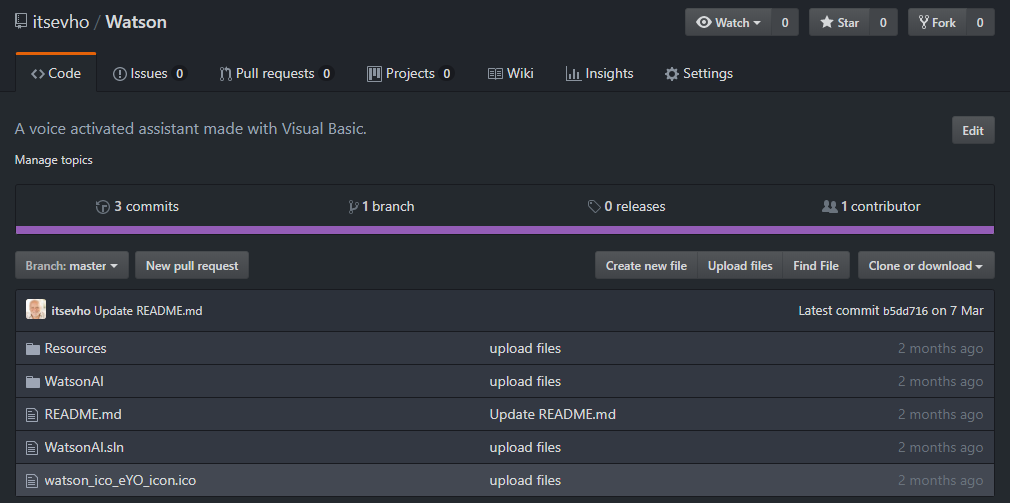 itsevho / Watson Watch 0 Star 0 Fork 0
Code Issues 0 Pull requests 0 Projects 0 Wiki Insights Settings
A voice activated assistant made with Visual Basic. Edit
Manage topics
3 commits 1 branch 0 releases 1 contributor
Branch: master New pull request Create new file Upload files Find File Clone or download
itsevho Update README.md Latest commit b5dd716 on 7 Mar
Resources upload files 2 months ago
WatsonAI upload files 2 months ago
README.md Update README.md 2 months ago
WatsonAI.sln upload files 2 months ago
watson_ico_eYO_icon.ico upload files 2 months ago